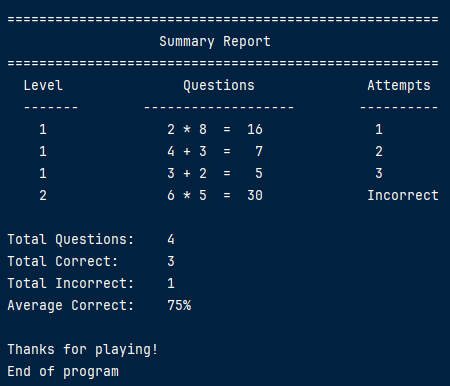 ======================================================
Summary Report
======================================================
Level Questions Attempts
------- ------------------- ----------
1 2 * 8 = 16 1
1 4 + 3 = 7 2
1 3 + 2 = 5 3
2 6 * 5 = 30 Incorrect
Total Questions: 4
Total Correct: 3
Total Incorrect: 1
Average Correct: 75%
Thanks for playing!
End of program